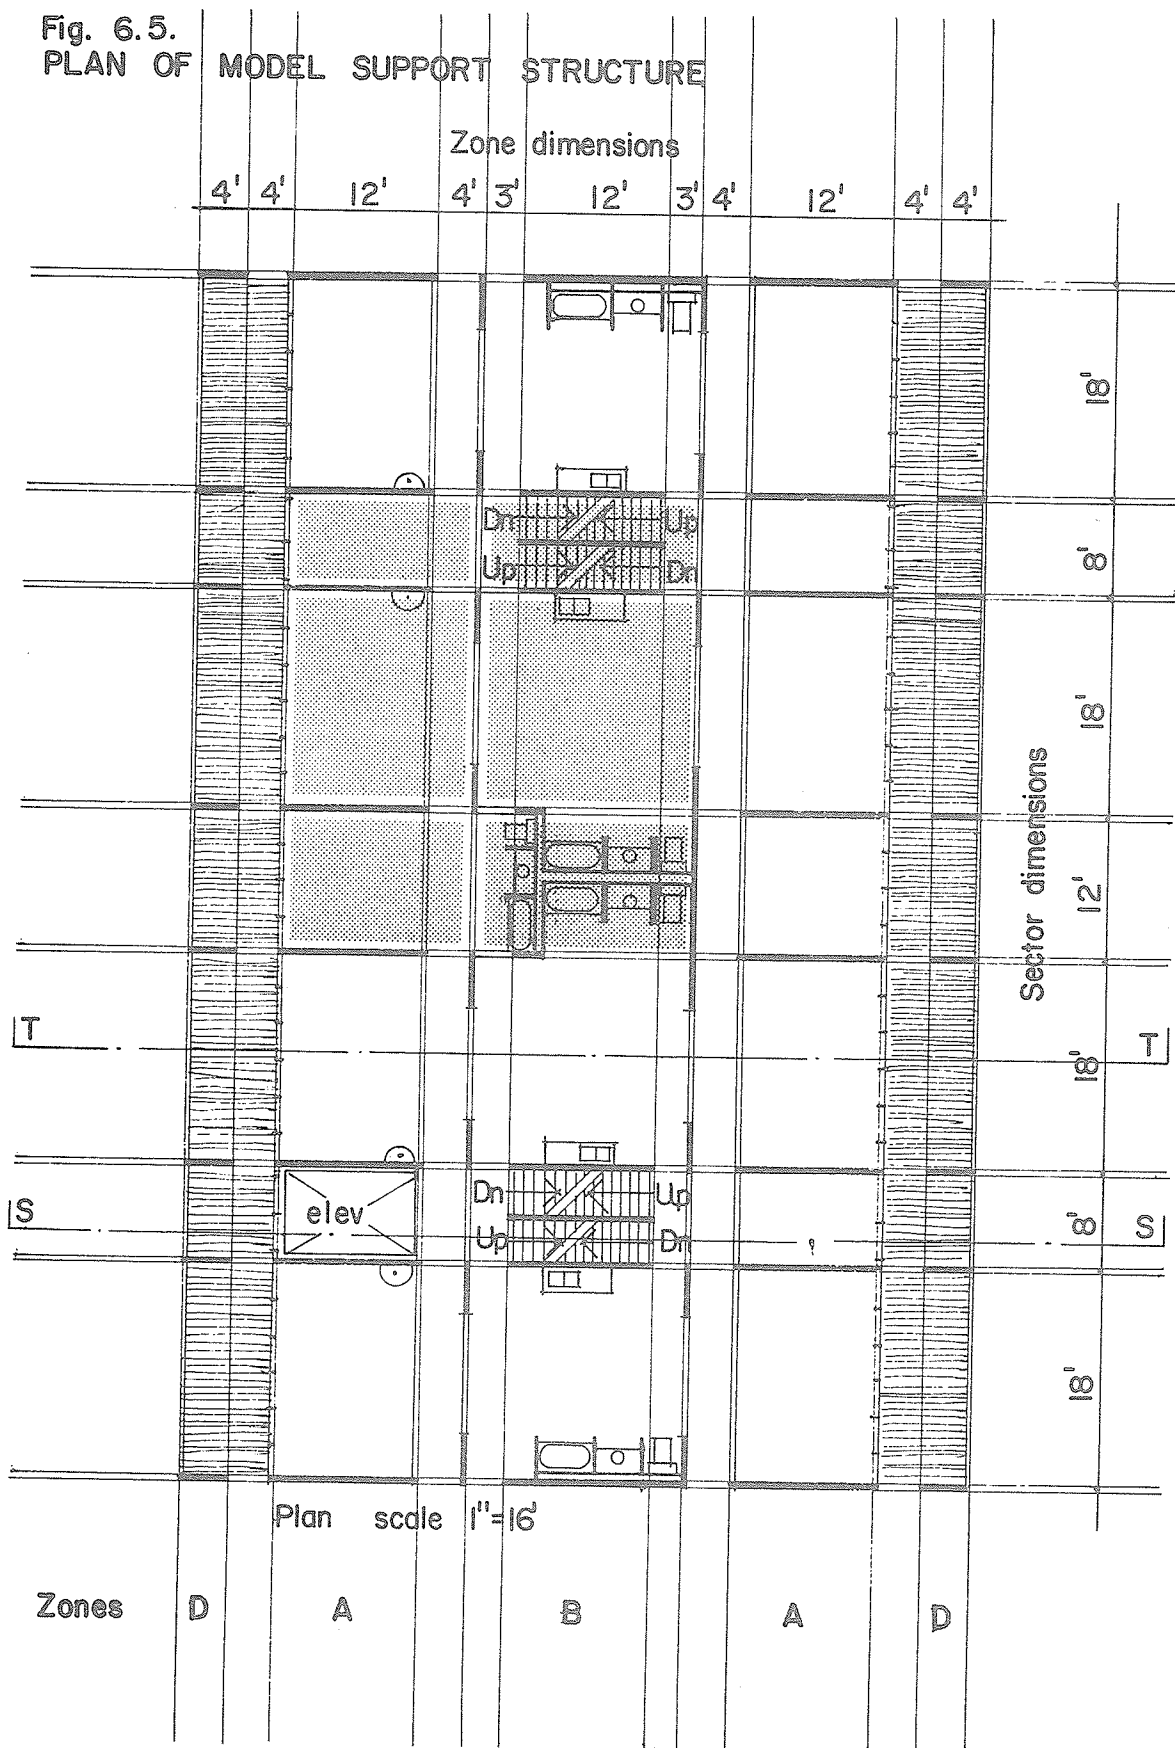 Fig. 6.5.
PLAN OF MODEL SUPPORT STRUCTURE
Zone dimensions
4' 4' 12' 4' 3' 12' 3' 4' 12' 4' 4'
18'
Dn Up
Up Dn
8'
18'
Sector dimensions
12'
T T
18'
Dn Up
S elev S
Up Dn
8'
18'
Plan scale 1"=16'
Zones D A B A D